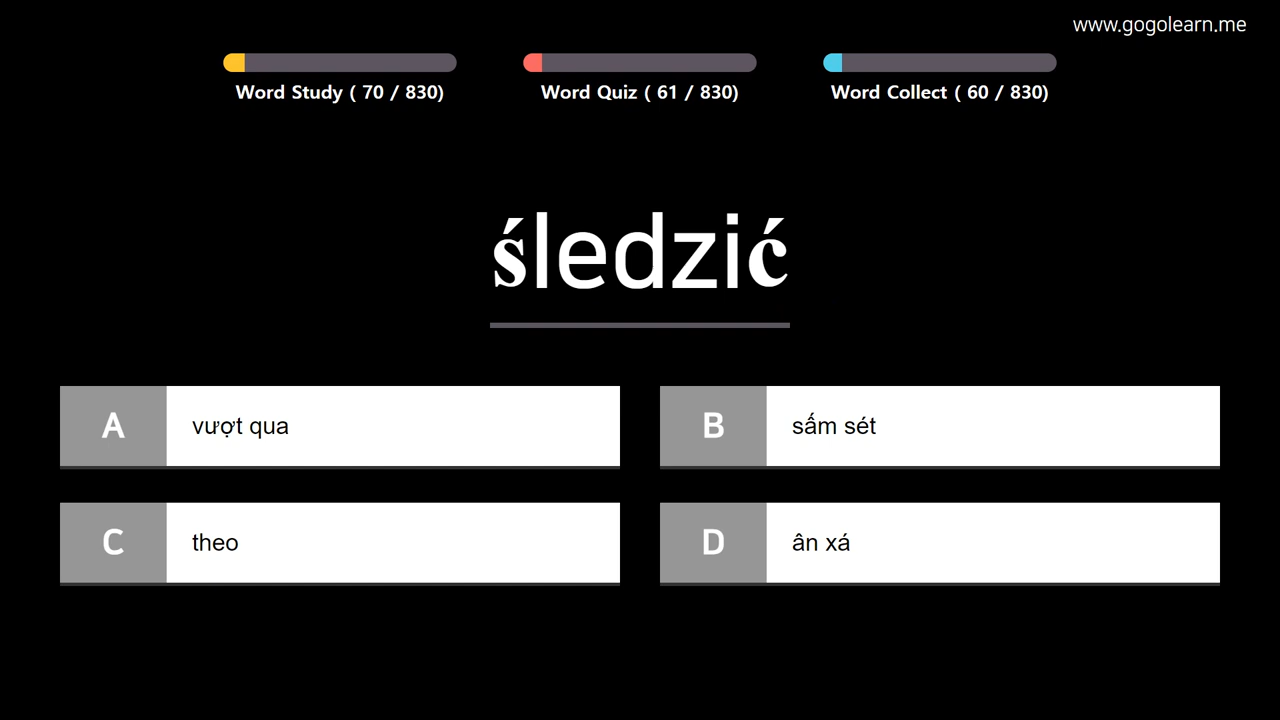 www.gogolearn.me
Word Study ( 70 / 830)
Word Quiz ( 61 / 830)
Word Collect ( 60 / 830)
śledzić
A
vượt qua
B
sấm sét
C
theo
D
ân xá